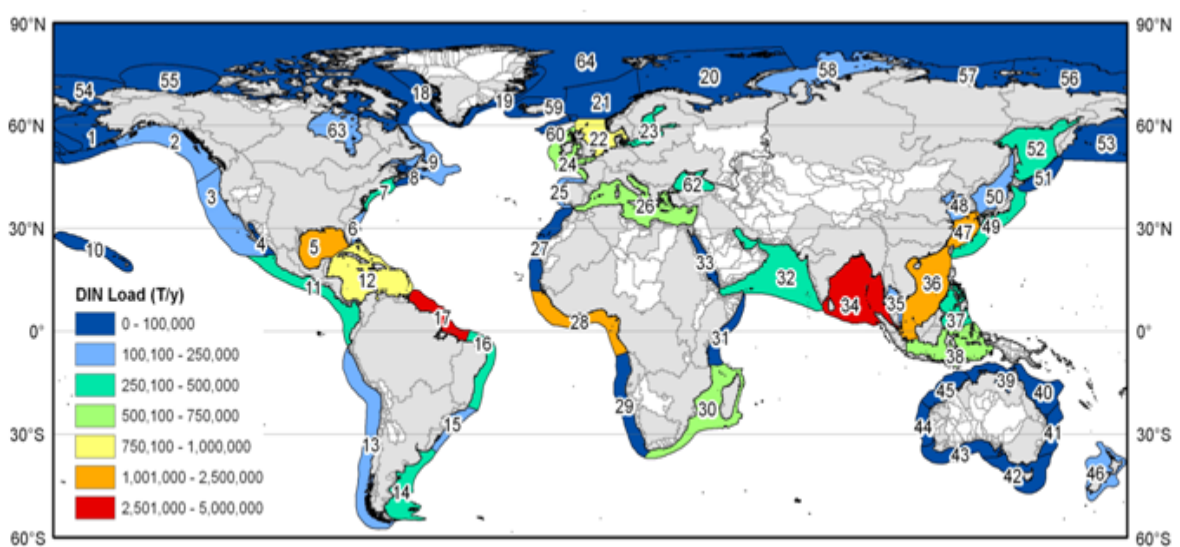 90°N 90°N
64
55 58
54 20 57 56
18 19
59 21
60°N 1 2 63 60 22 23 52 53 60°N
9 24
3 8 25 62 50 51
7 26 48
30°N 4 5 6 27 47 49 30°N
10 33
11 12 32 34 35 36
DIN Load (T/y)
17 28 37
0° 0 - 100,000 16 31 38 0°
100,100 - 250,000
250,100 - 500,000 45 39 40
500,100 - 750,000 29 30
30°S 750,100 - 1,000,000 13 15 44 41 30°S
1,001,000 - 2,500,000 14 43 42 46
2,501,000 - 5,000,000
60°S 60°S